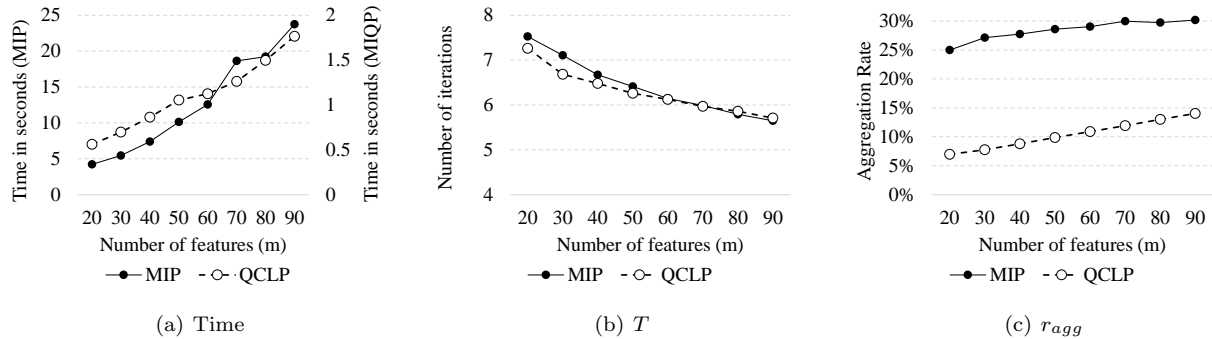 Time in seconds (MIP)
25
20
15
10
5
0
2
1.5
1
0.5
0
Time in seconds (MIQP)
20 30 40 50 60 70 80 90
Number of features (m)
MIP QCLP
(a) Time
Number of iterations
8
7
6
5
4
20 30 40 50 60 70 80 90
Number of features (m)
MIP QCLP
(b) T
Aggregation Rate
30%
25%
20%
15%
10%
5%
0%
20 30 40 50 60 70 80 90
Number of features (m)
MIP QCLP
(c) r_{agg}